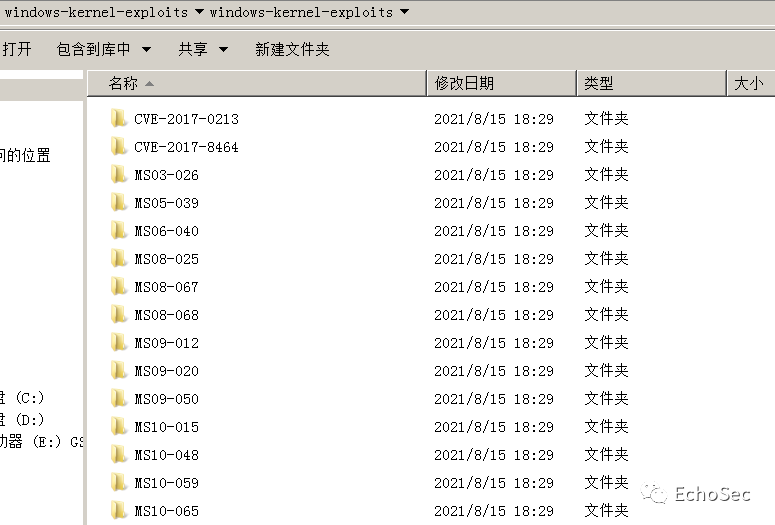 windows-kernel-exploits windows-kernel-exploits
打开 包含到库中 共享 新建文件夹
名称 修改日期 类型 大小
CVE-2017-0213 2021/8/15 18:29 文件夹
CVE-2017-8464 2021/8/15 18:29 文件夹
问的位置
MS03-026 2021/8/15 18:29 文件夹
MS05-039 2021/8/15 18:29 文件夹
MS06-040 2021/8/15 18:29 文件夹
MS08-025 2021/8/15 18:29 文件夹
MS08-067 2021/8/15 18:29 文件夹
MS08-068 2021/8/15 18:29 文件夹
MS09-012 2021/8/15 18:29 文件夹
MS09-020 2021/8/15 18:29 文件夹
盘 (C:)
MS09-050 2021/8/15 18:29 文件夹
盘 (D:)
MS10-015 2021/8/15 18:29 文件夹
动器 (E:) GS
MS10-048 2021/8/15 18:29 文件夹
MS10-059 2021/8/15 18:29 文件夹
EchoSec
MS10-065 2021/8/15 18:29 文件夹